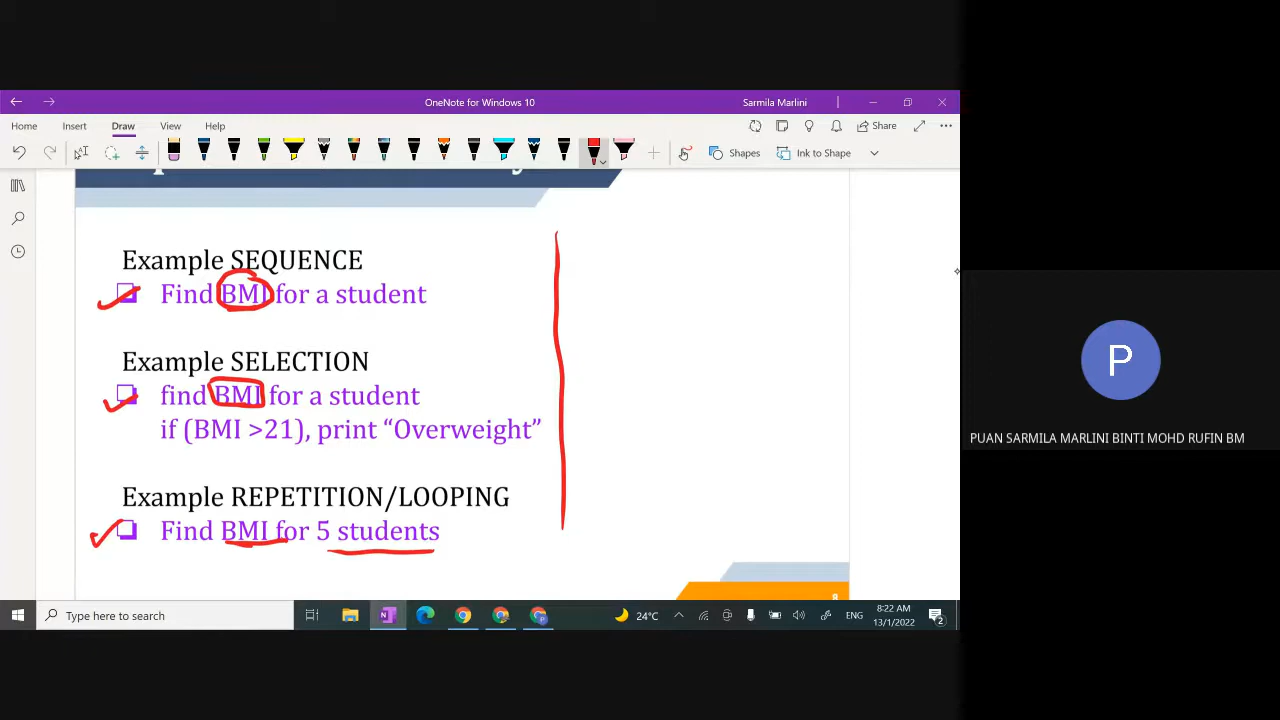 OneNote for Windows 10
Sarmila Marlini
Home Insert Draw View Help
Share
Shapes
Ink to Shape
Example SEQUENCE
Find BMI for a student
Example SELECTION
find BMI for a student
if (BMI >21), print “Overweight”
Example REPETITION/LOOPING
Find BMI for 5 students
8
P
PUAN SARMILA MARLINI BINTI MOHD RUFIN BM
Type here to search
24°C
ENG
8:22 AM
13/1/2022
2